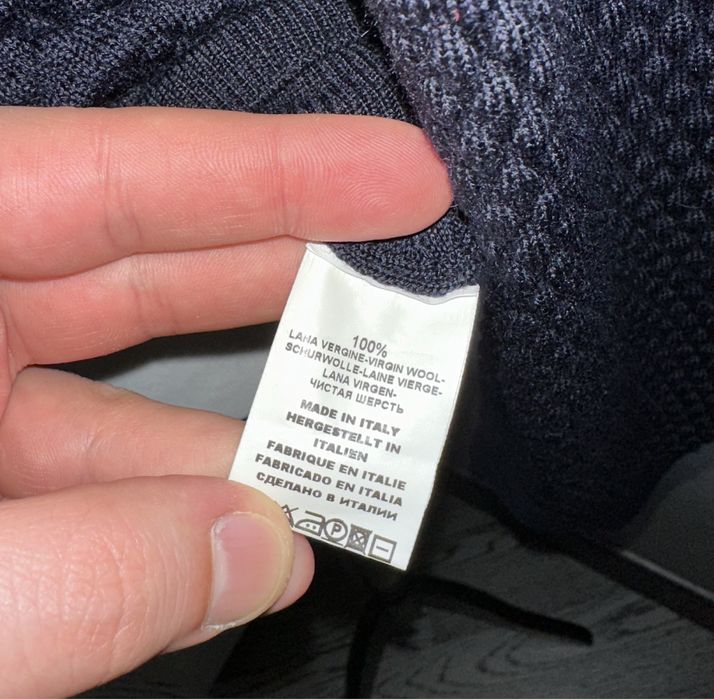 100%
LANA VERGINE-VIRGIN WOOL-
SCHURWOLLE-LAINE VIERGE-
LANA VIRGEN-
ЧИСТАЯ ШЕРСТЬ
MADE IN ITALY
HERGESTELLT IN
ITALIEN
FABRIQUE EN ITALIE
FABRICADO EN ITALIA
СДЕЛАНО В ИТАЛИИ
P